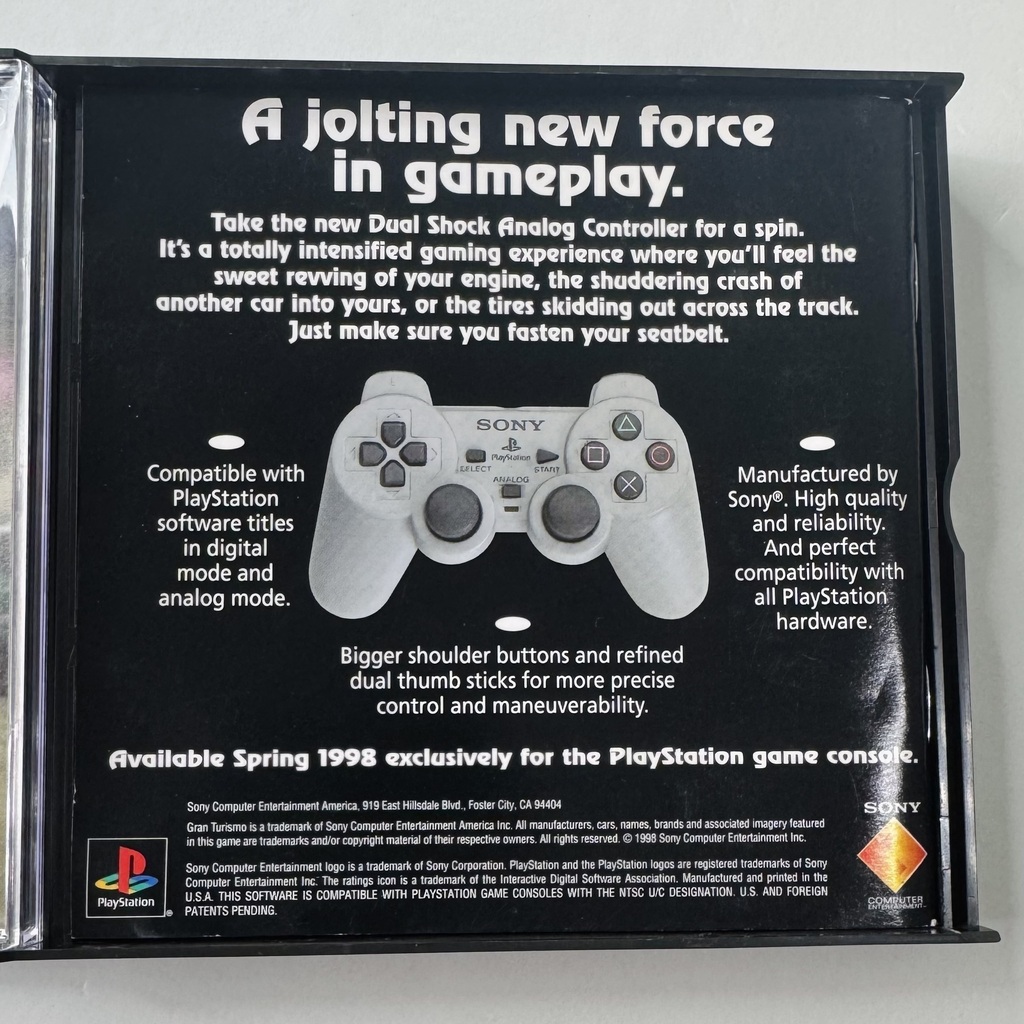 A jolting new force
in gameplay.
Take the new Dual Shock Analog Controller for a spin.
It's a totally intensified gaming experience where you'll feel the
sweet revving of your engine, the shuddering crash of
another car into yours, or the tires skidding out across the track.
Just make sure you fasten your seatbelt.
L
SONY
PlayStation
SELECT
START
ANALOG
Compatible with
PlayStation
software titles
in digital
mode and
analog mode.
Manufactured by
Sony®. High quality
and reliability.
And perfect
compatibility with
all PlayStation
hardware.
Bigger shoulder buttons and refined
dual thumb sticks for more precise
control and maneuverability.
Available Spring 1998 exclusively for the PlayStation game console.
Sony Computer Entertainment America, 919 East Hillsdale Blvd., Foster City, CA 94404
Gran Turismo is a trademark of Sony Computer Entertainment America Inc. All manufacturers, cars, names, brands and associated imagery featured
in this game are trademarks and/or copyright material of their respective owners. All rights reserved. © 1998 Sony Computer Entertainment Inc.
Sony Computer Entertainment logo is a trademark of Sony Corporation. PlayStation and the PlayStation logos are registered trademarks of Sony
Computer Entertainment Inc. The ratings icon is a trademark of the Interactive Digital Software Association. Manufactured and printed in the
U.S.A. THIS SOFTWARE IS COMPATIBLE WITH PLAYSTATION GAME CONSOLES WITH THE NTSC U/C DESIGNATION. U.S. AND FOREIGN
PATENTS PENDING.
PlayStation
®
SONY
COMPUTER
ENTERTAINMENT